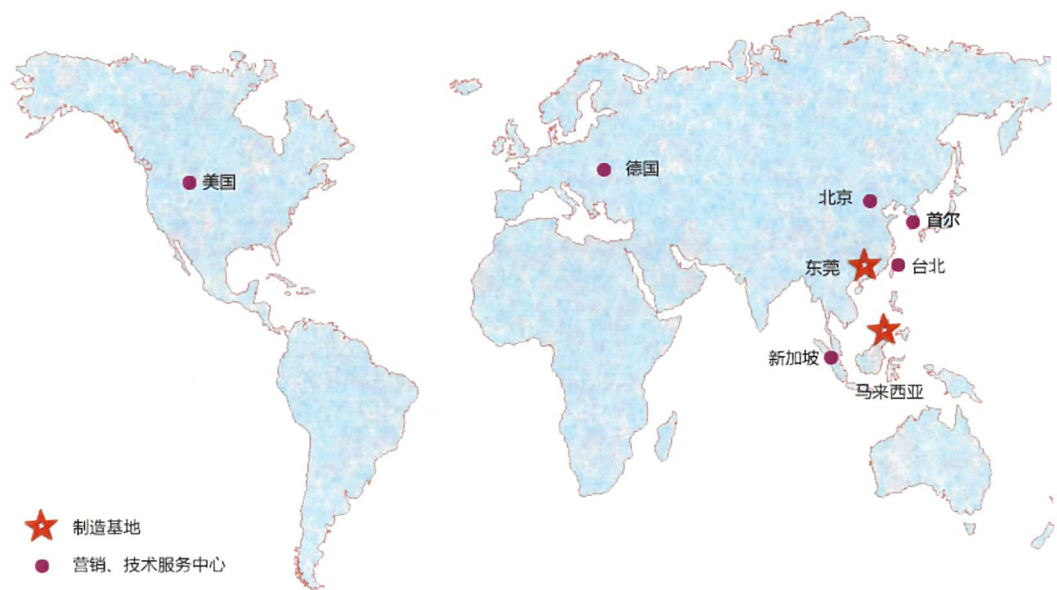 美国
德国
北京
首尔
东莞
台北
新加坡
马来西亚
制造基地
营销、技术服务中心